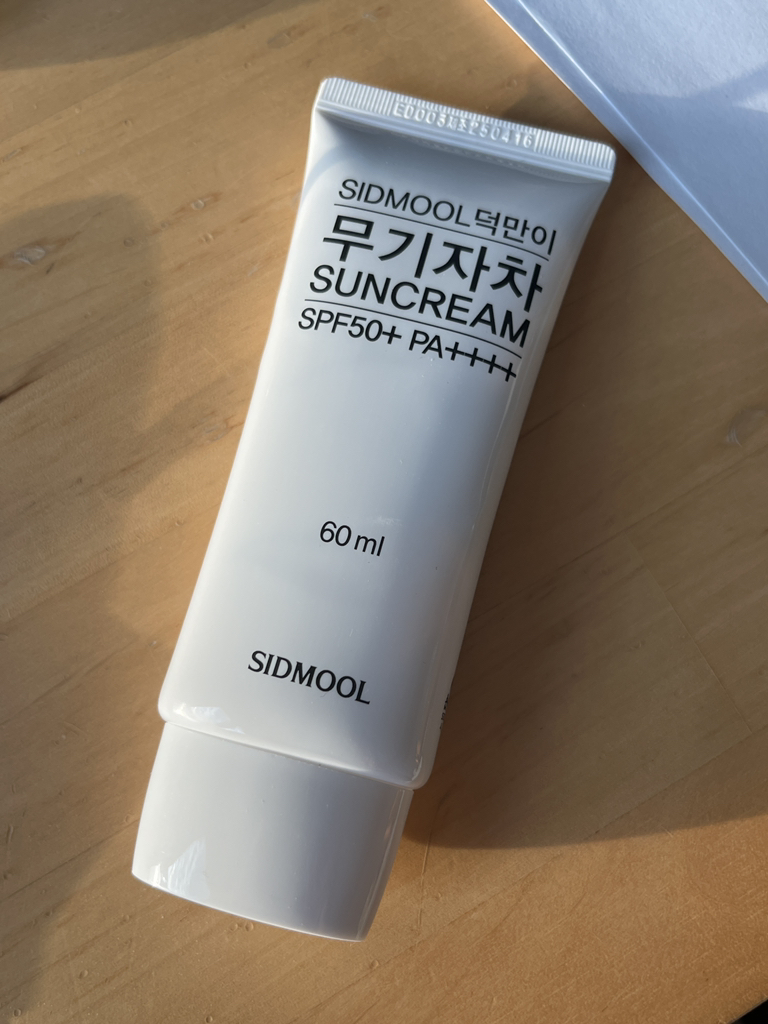 SIDMOOL덕만이
무기자차
SUNCREAM
SPF50+ PA++++
60ml
SIDMOOL